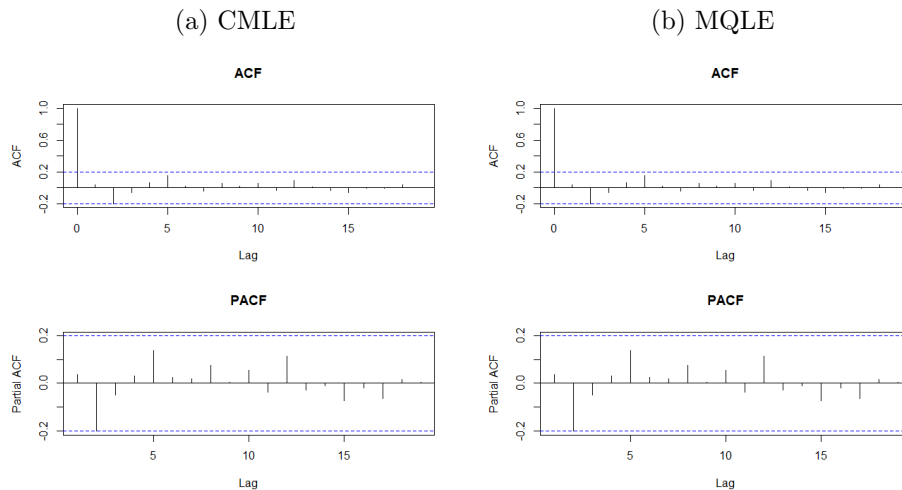 (a) CMLE
(b) MQLE
ACF
ACF
1.0
0.6
0.2
-0.2
0 5 10 15
Lag
ACF
ACF
1.0
0.6
0.2
-0.2
0 5 10 15
Lag
PACF
Partial ACF
0.2
0.0
-0.2
5 10 15
Lag
PACF
Partial ACF
0.2
0.0
-0.2
5 10 15
Lag